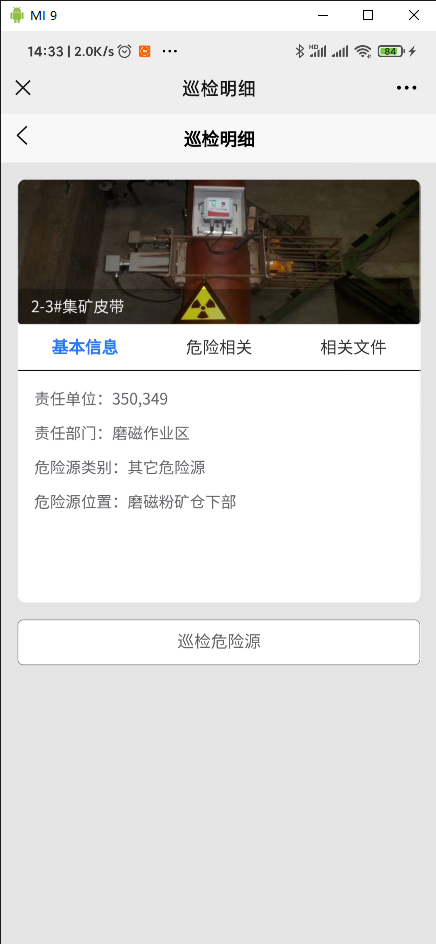 MI 9
14:33 | 2.0K/s
HD
84
巡检明细
巡检明细
2-3#集矿皮带
基本信息 危险相关 相关文件
责任单位：350,349
责任部门：磨磁作业区
危险源类别：其它危险源
危险源位置：磨磁粉矿仓下部
巡检危险源